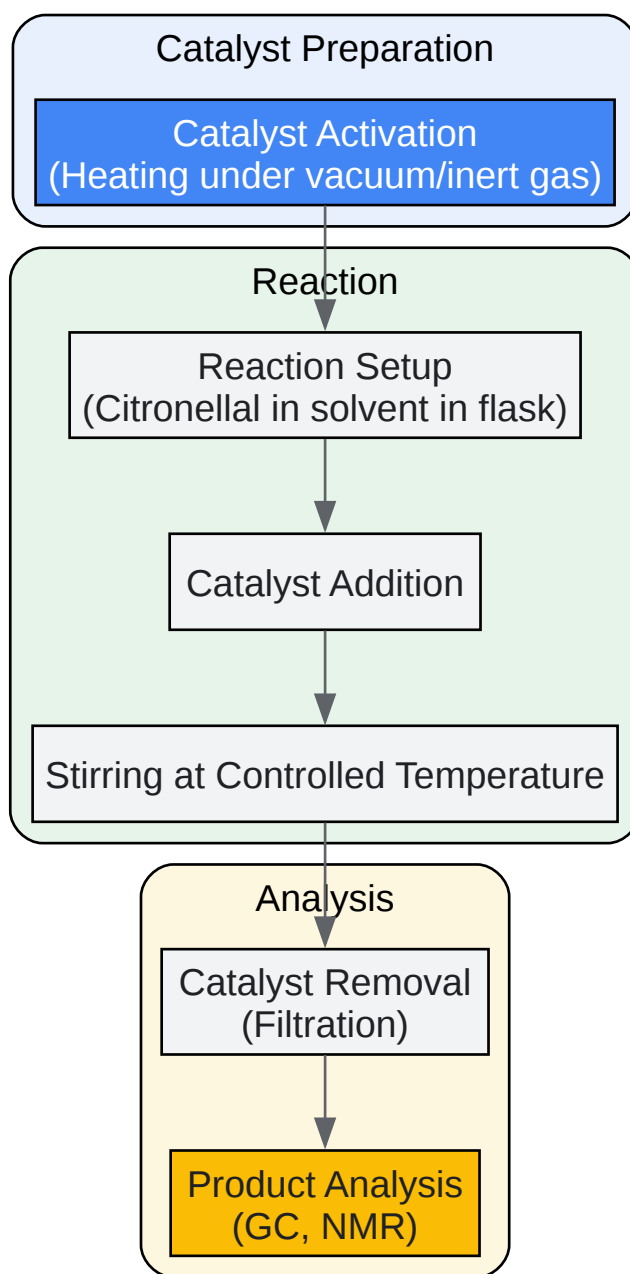 Catalyst Preparation
Catalyst Activation
(Heating under vacuum/inert gas)
Reaction
Reaction Setup
(Citronellal in solvent in flask)
Catalyst Addition
Stirring at Controlled Temperature
Analysis
Catalyst Removal
(Filtration)
Product Analysis
(GC, NMR)